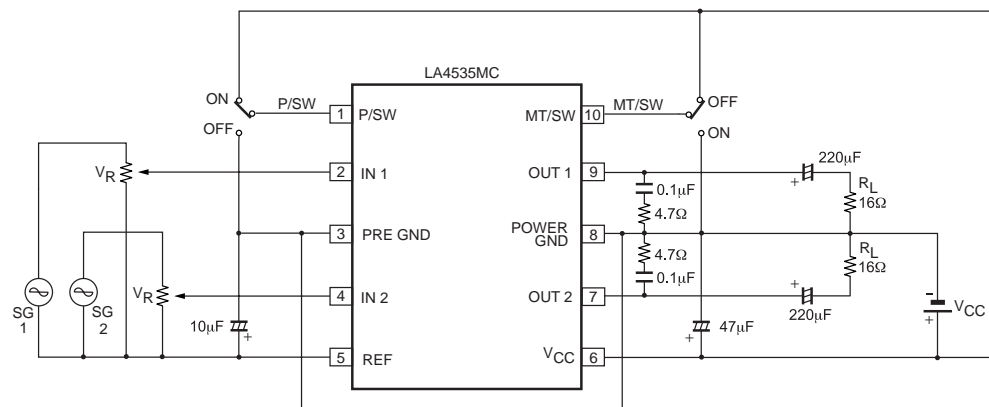 LA4535MC
ON P/SW 1 P/SW MT/SW 10 MT/SW OFF
OFF ON
VR 2 IN 1 OUT 1 9 220µF
+
0.1µF RL
16Ω
4.7Ω
3 PRE GND POWER GND 8
4.7Ω RL
16Ω
SG 1 SG 2 VR 4 IN 2 0.1µF - VCC
OUT 2 7 + 220µF +
10µF + 47µF +
5 REF VCC 6